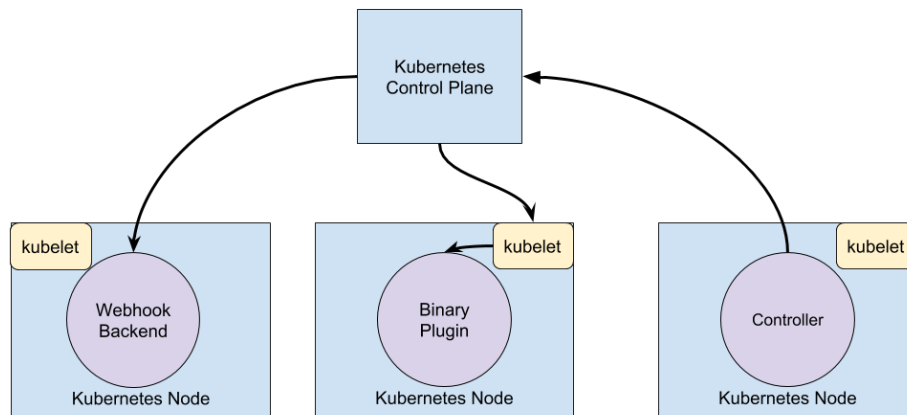 Kubernetes
Control Plane
kubelet
Webhook
Backend
Kubernetes Node
kubelet
Binary
Plugin
Kubernetes Node
kubelet
Controller
Kubernetes Node